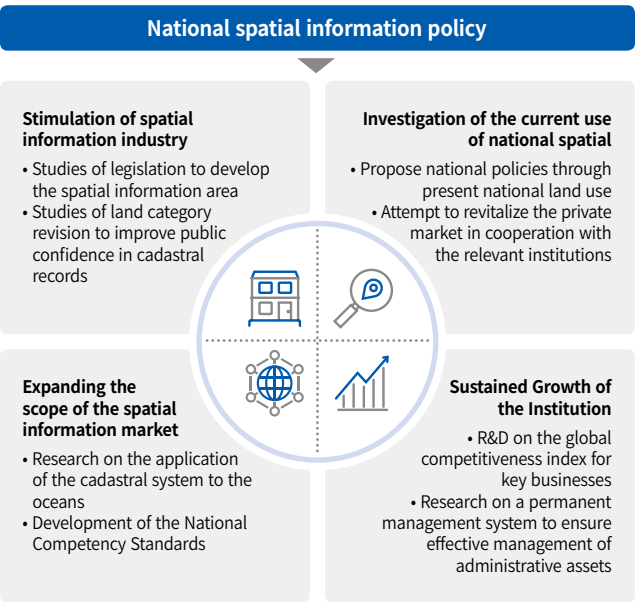 National spatial information policy
Stimulation of spatial
information industry
• Studies of legislation to develop
the spatial information area
• Studies of land category
revision to improve public
confidence in cadastral
records
Investigation of the current use
of national spatial
• Propose national policies through
present national land use
• Attempt to revitalize the private
market in cooperation with
the relevant institutions
Expanding the
scope of the spatial
information market
• Research on the application
of the cadastral system to the
oceans
• Development of the National
Competency Standards
Sustained Growth of
the Institution
• R&D on the global
competitiveness index for
key businesses
• Research on a permanent
management system to ensure
effective management of
administrative assets